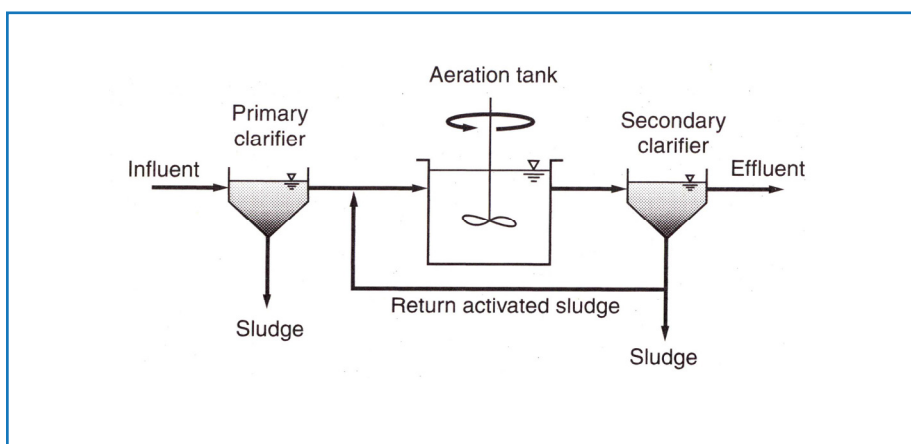 Aeration tank
Primary
clarifier
Secondary
clarifier
Influent
Effluent
Return activated sludge
Sludge
Sludge